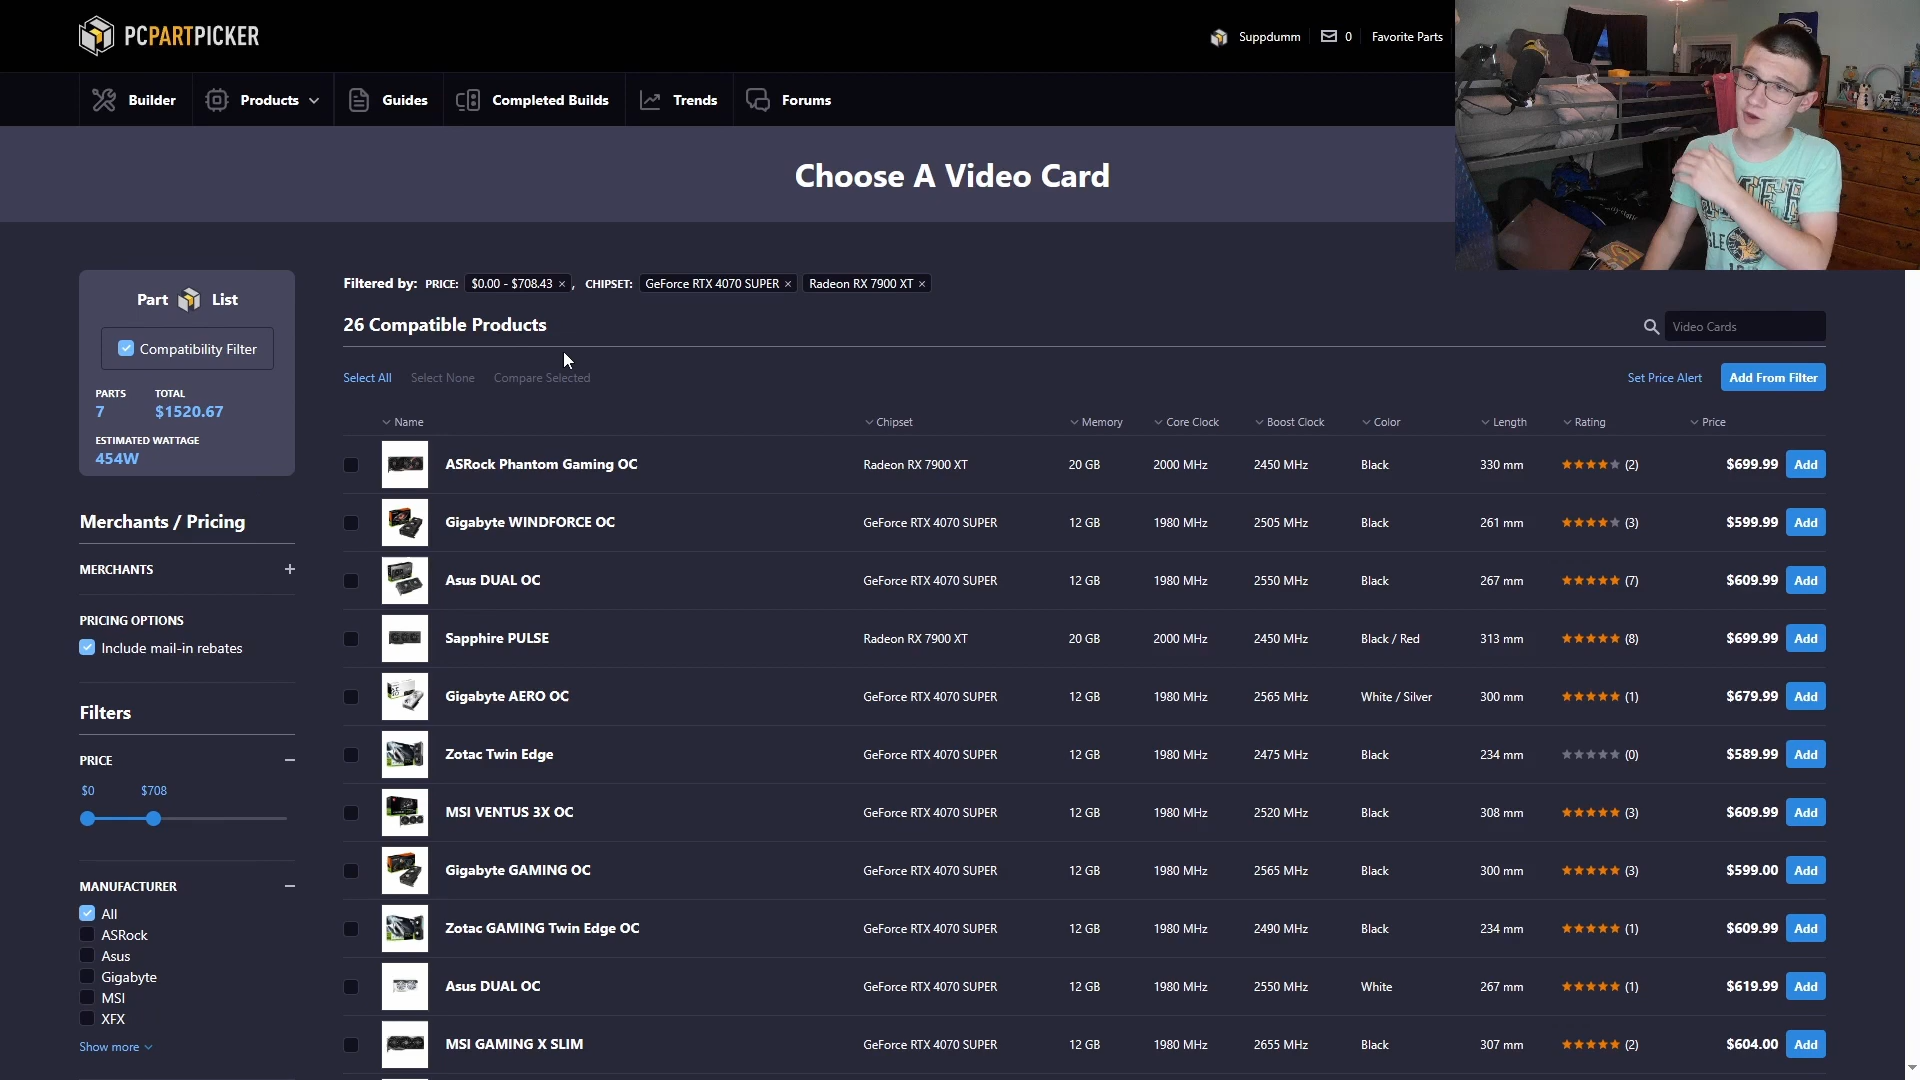 PCPARTPICKER
Suppdumm 0 Favorite Parts
Builder Products Guides Completed Builds Trends Forums
Choose A Video Card
Part List
Compatibility Filter
PARTS TOTAL
7 $1520.67
ESTIMATED WATTAGE
454W
Merchants / Pricing
MERCHANTS
PRICING OPTIONS
Include mail-in rebates
Filters
PRICE
$0 $708
MANUFACTURER
All
ASRock
Asus
Gigabyte
MSI
XFX
Show more
Filtered by: PRICE: $0.00 - $708.43 × , CHIPSET: GeForce RTX 4070 SUPER × Radeon RX 7900 XT ×
26 Compatible Products
Video Cards
Select All Select None Compare Selected Set Price Alert Add From Filter
Name Chipset Memory Core Clock Boost Clock Color Length Rating Price
ASRock Phantom Gaming OC Radeon RX 7900 XT 20 GB 2000 MHz 2450 MHz Black 330 mm (2) $699.99 Add
Gigabyte WINDFORCE OC GeForce RTX 4070 SUPER 12 GB 1980 MHz 2505 MHz Black 261 mm (3) $599.99 Add
Asus DUAL OC GeForce RTX 4070 SUPER 12 GB 1980 MHz 2550 MHz Black 267 mm (7) $609.99 Add
Sapphire PULSE Radeon RX 7900 XT 20 GB 2000 MHz 2450 MHz Black / Red 313 mm (8) $699.99 Add
Gigabyte AERO OC GeForce RTX 4070 SUPER 12 GB 1980 MHz 2565 MHz White / Silver 300 mm (1) $679.99 Add
Zotac Twin Edge GeForce RTX 4070 SUPER 12 GB 1980 MHz 2475 MHz Black 234 mm (0) $589.99 Add
MSI VENTUS 3X OC GeForce RTX 4070 SUPER 12 GB 1980 MHz 2520 MHz Black 308 mm (3) $609.99 Add
Gigabyte GAMING OC GeForce RTX 4070 SUPER 12 GB 1980 MHz 2565 MHz Black 300 mm (3) $599.00 Add
Zotac GAMING Twin Edge OC GeForce RTX 4070 SUPER 12 GB 1980 MHz 2490 MHz Black 234 mm (1) $609.99 Add
Asus DUAL OC GeForce RTX 4070 SUPER 12 GB 1980 MHz 2550 MHz White 267 mm (1) $619.99 Add
MSI GAMING X SLIM GeForce RTX 4070 SUPER 12 GB 1980 MHz 2655 MHz Black 307 mm (2) $604.00 Add